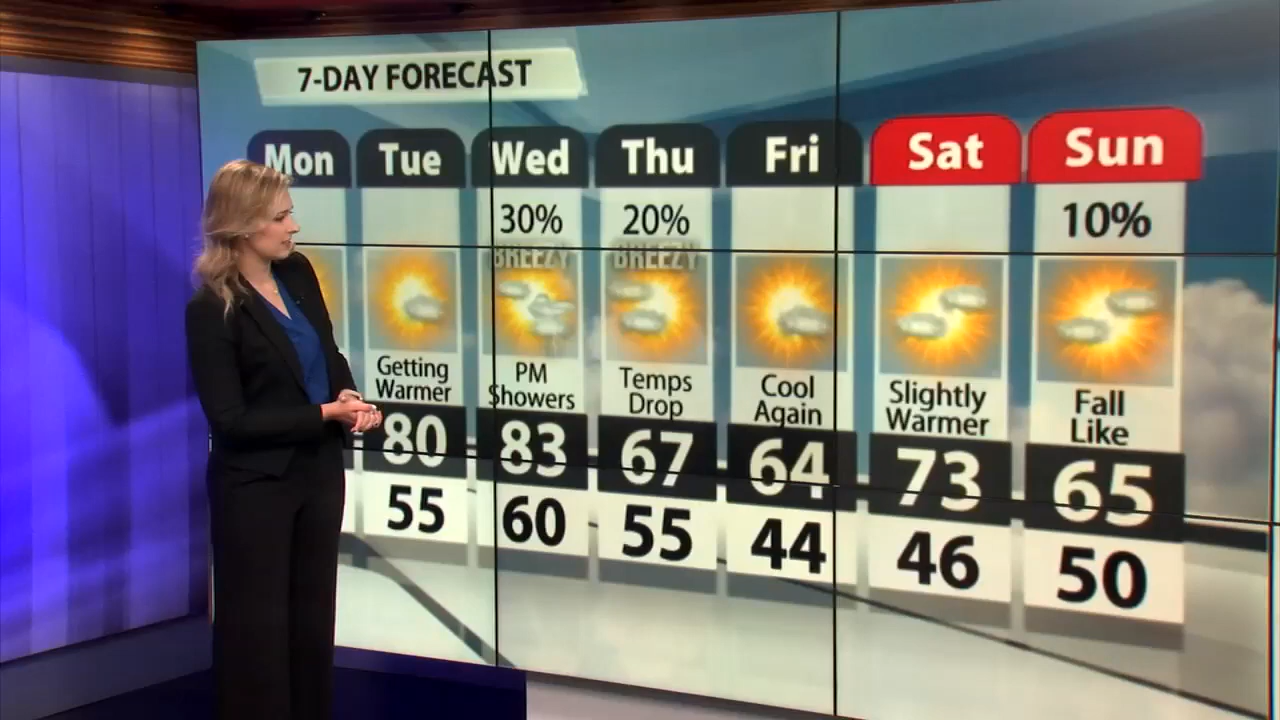 7-DAY FORECAST
Mon Tue Wed Thu Fri Sat Sun
30% 20% 10%
BREEZY BREEZY
Getting Warmer
PM Showers
Temps Drop
Cool Again
Slightly Warmer
Fall Like
80 83 67 64 73 65
55 60 55 44 46 50